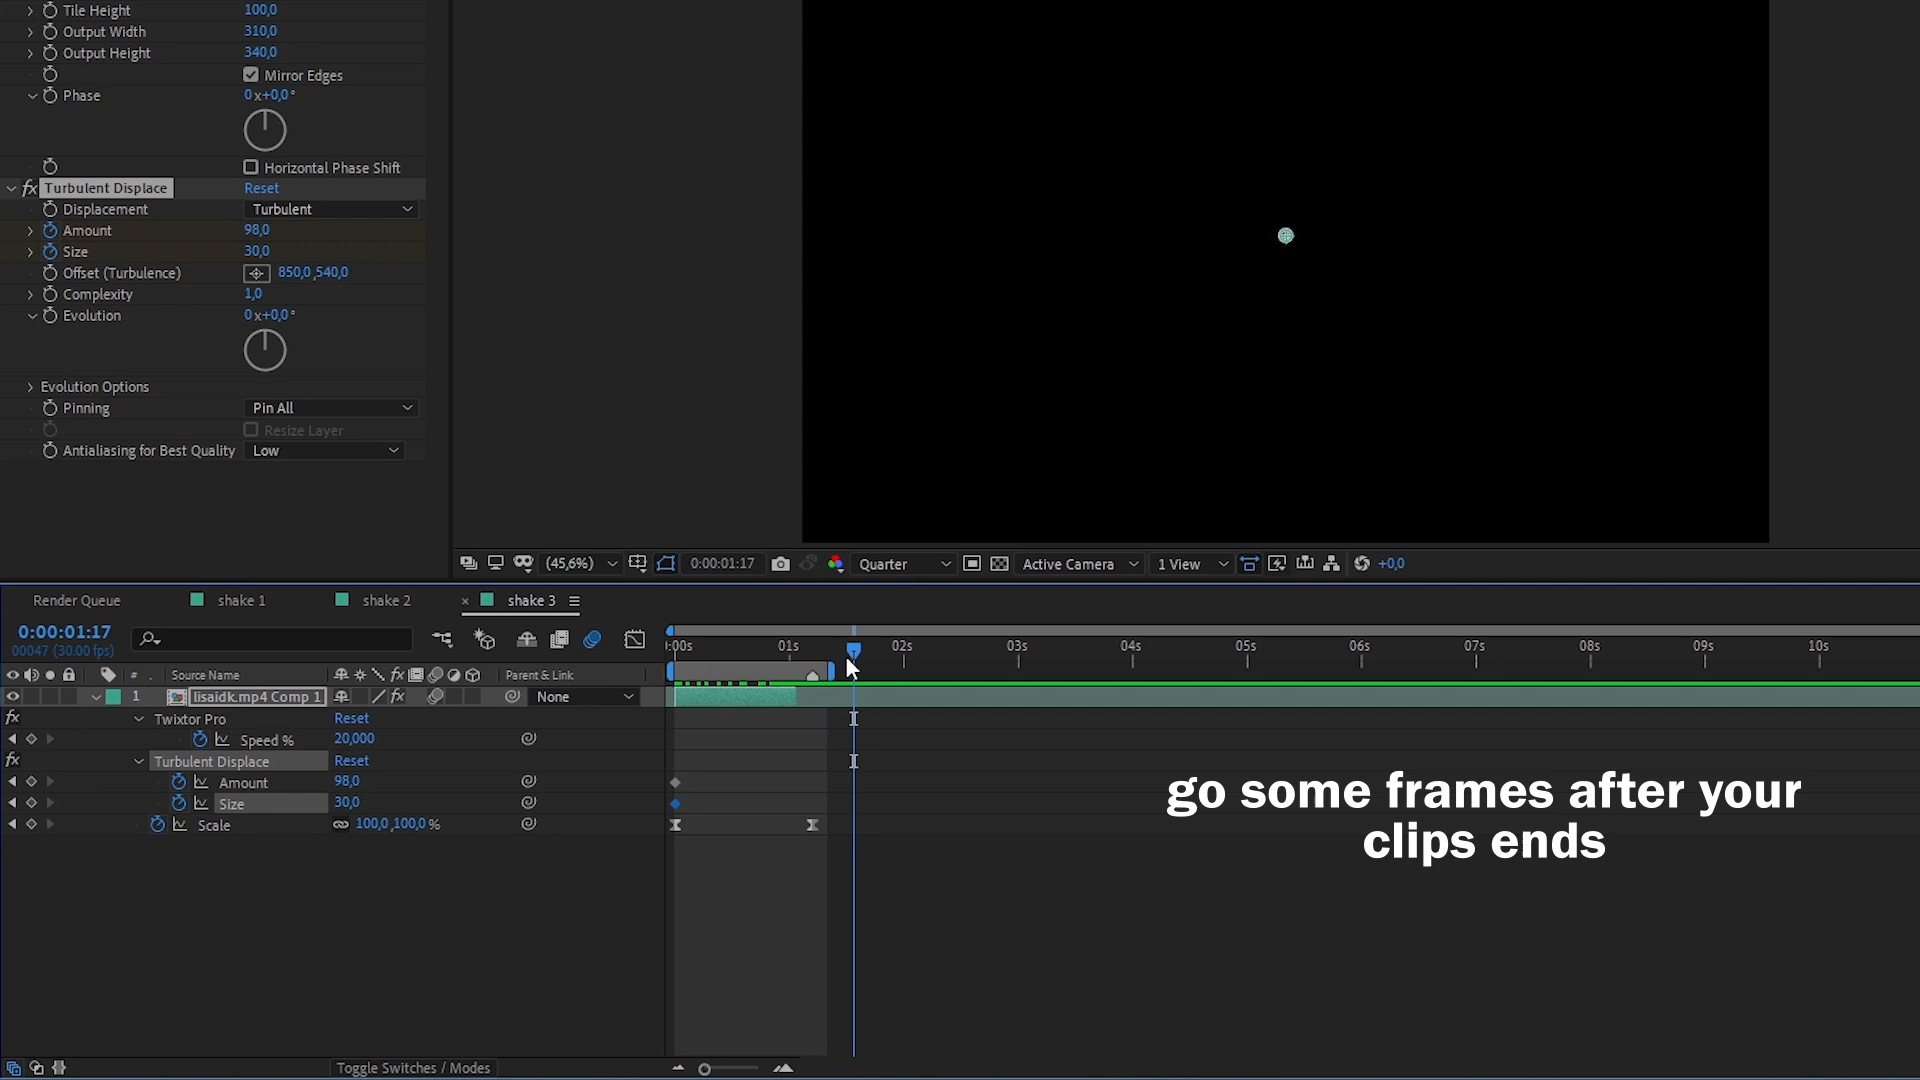 Tile Height 100,0
Output Width 310,0
Output Height 340,0
Mirror Edges
Phase 0 x+0,0°
Horizontal Phase Shift
fx Turbulent Displace Reset
Displacement Turbulent
Amount 98,0
Size 30,0
Offset (Turbulence) 850,0 ,540,0
Complexity 1,0
Evolution 0 x+0,0°
Evolution Options
Pinning Pin All
Resize Layer
Antialiasing for Best Quality Low
(45,6%) 0:00:01:17 Quarter Active Camera 1 View +0,0
Render Queue shake 1 shake 2 × shake 3
0:00:01:17
00047 (30.00 fps)
:00s 01s 02s 03s 04s 05s 06s 07s 08s 09s 10s
# . Source Name fx Parent & Link
1 lisaidk.mp4 Comp 1 fx None
fx Twixtor Pro Reset
Speed % 20,000
fx Turbulent Displace Reset
Amount 98,0
Size 30,0
Scale 100,0 ,100,0 %
go some frames after your
clips ends
Toggle Switches / Modes